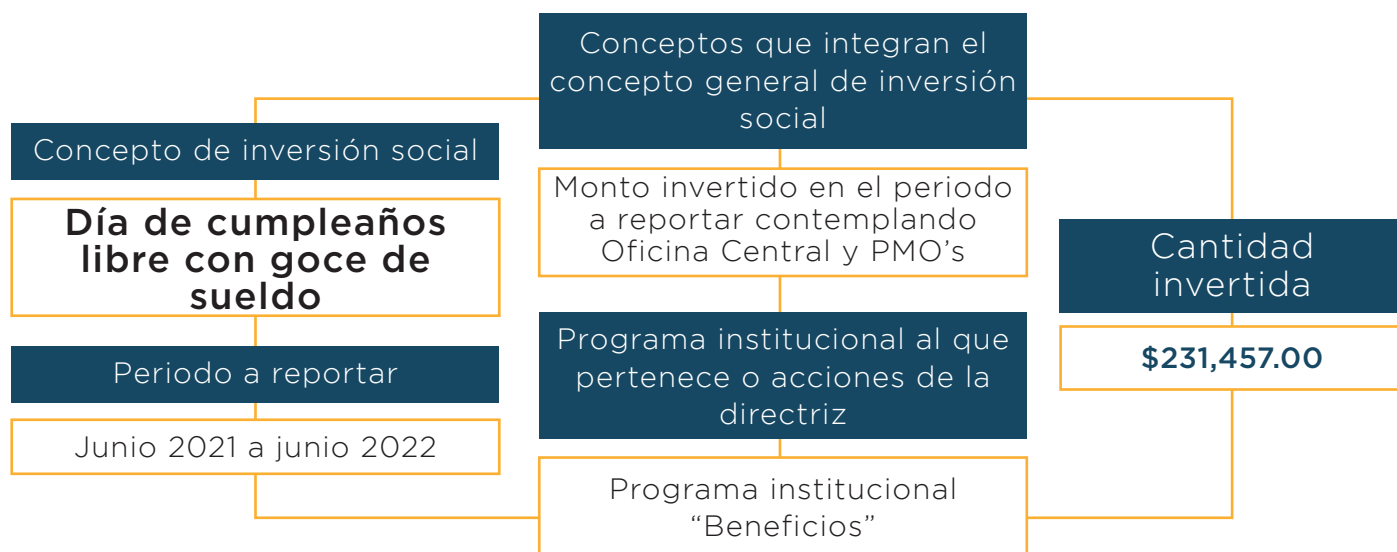 Concepto de inversión social
Día de cumpleaños
libre con goce de
sueldo
Periodo a reportar
Junio 2021 a junio 2022
Conceptos que integran el
concepto general de inversión
social
Monto invertido en el periodo
a reportar contemplando
Oficina Central y PMO’s
Programa institucional al que
pertenece o acciones de la
directriz
Programa institucional
“Beneficios”
Cantidad
invertida
$231,457.00